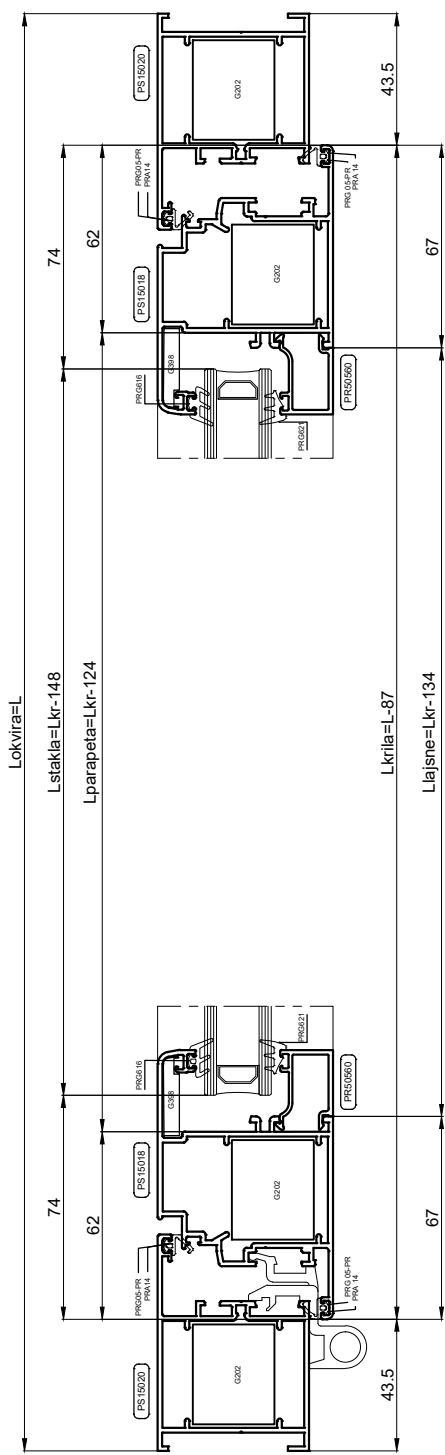 Lokvira=L
74
Lstakla=Lkr-148
74
62
Lparapeta=Lkr-124
62
PS15020
PRG05-PR
PRA14
PS15018
PRG616
G398
PRG616
G398
PS15018
PRG05-PR
PRA14
PS15020
G202
G202
G202
G202
PRG621
PRG621
PRG 05-PR
PRA 14
PR50560
PR50560
PRG 05-PR
PRA 14
43.5
Lkrila=L-87
43.5
67
Llajsne=Lkr-134
67